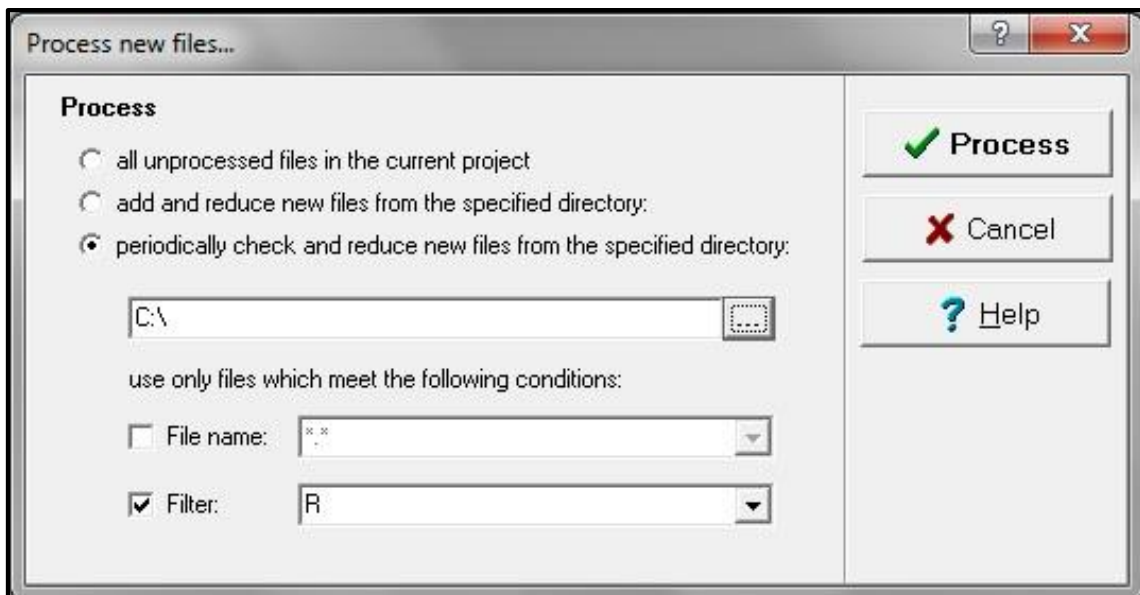 Process new files...
Process
all unprocessed files in the current project
add and reduce new files from the specified directory:
periodically check and reduce new files from the specified directory:
C:\
...
use only files which meet the following conditions:
File name:
*.*
Filter:
R
Process
Cancel
? Help